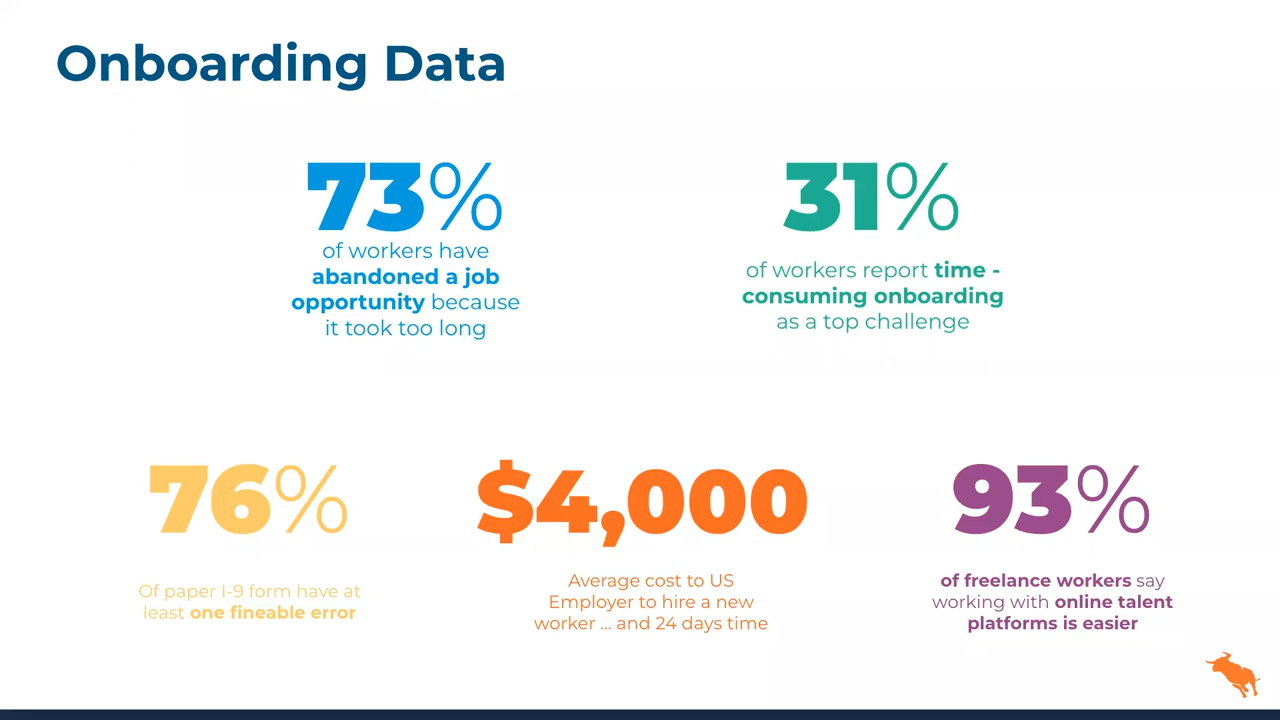 Onboarding Data
73%
of workers have
abandoned a job
opportunity because
it took too long
31%
of workers report time -
consuming onboarding
as a top challenge
76%
Of paper I-9 form have at
least one fineable error
$4,000
Average cost to US
Employer to hire a new
worker ... and 24 days time
93%
of freelance workers say
working with online talent
platforms is easier